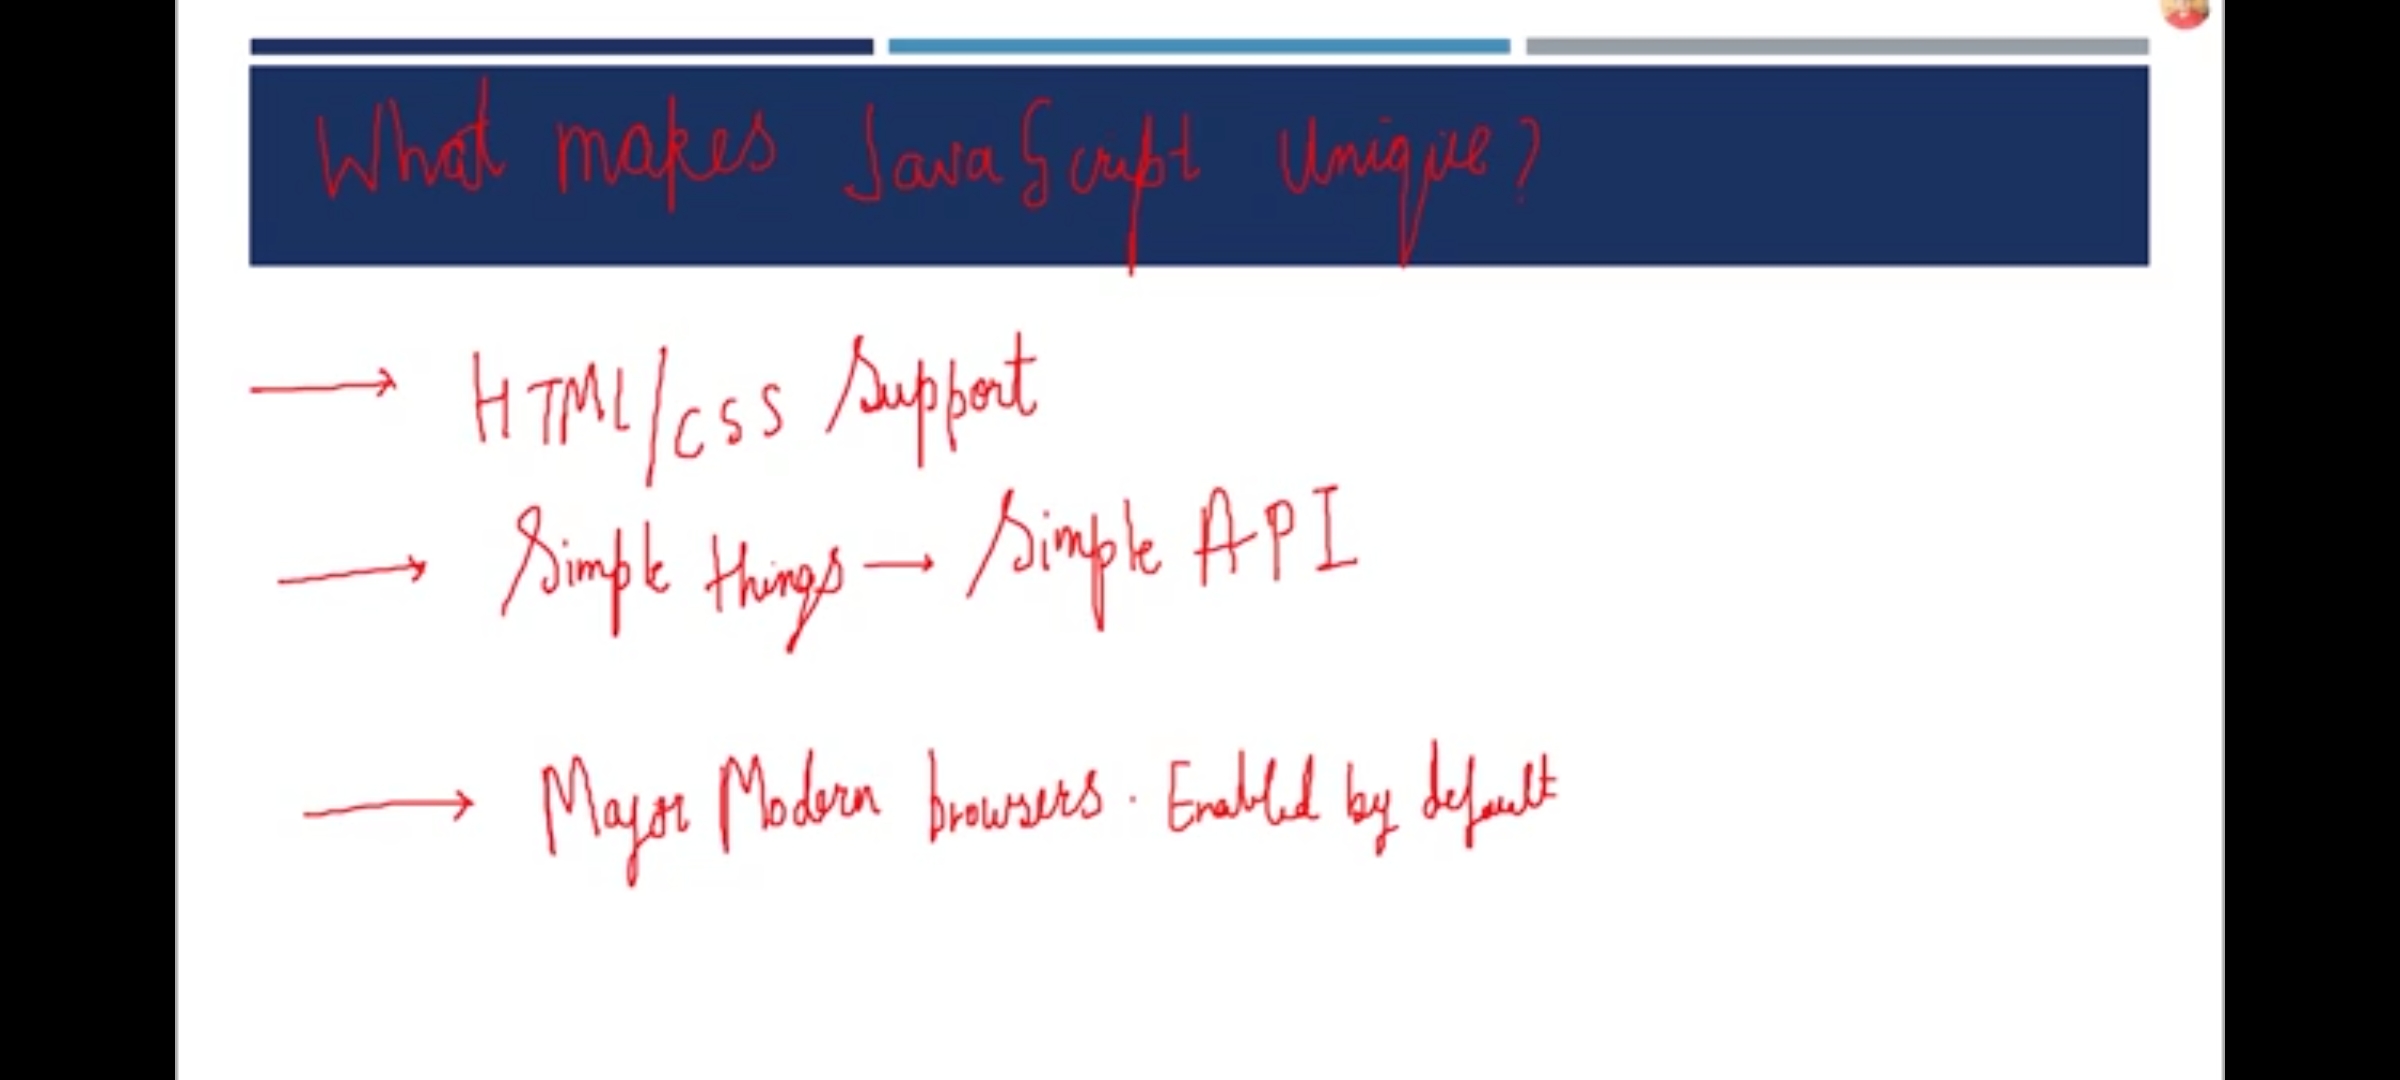 What makes JavaScript Unique?
→ HTML/CSS Support
→ Simple things → Simple API
→ Major Modern browsers. Enabled by default